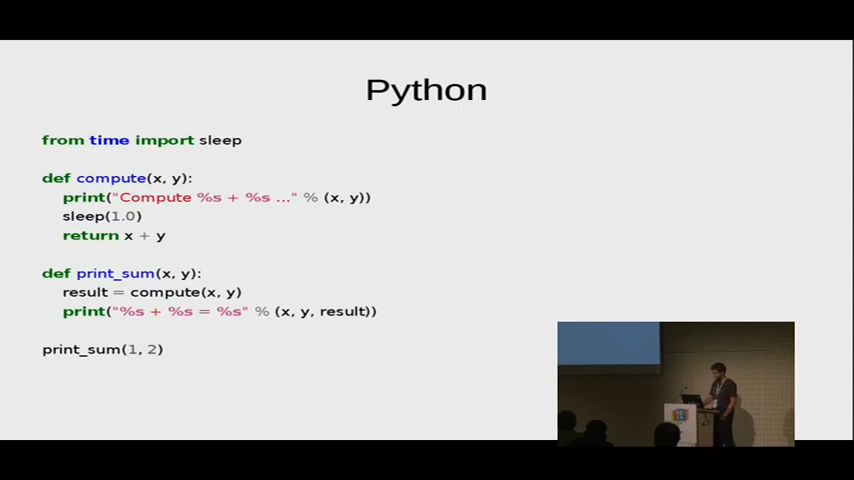 Python
from time import sleep
def compute(x, y):
print("Compute %s + %s ..." % (x, y))
sleep(1.0)
return x + y
def print_sum(x, y):
result = compute(x, y)
print("%s + %s = %s" % (x, y, result))
print_sum(1, 2)